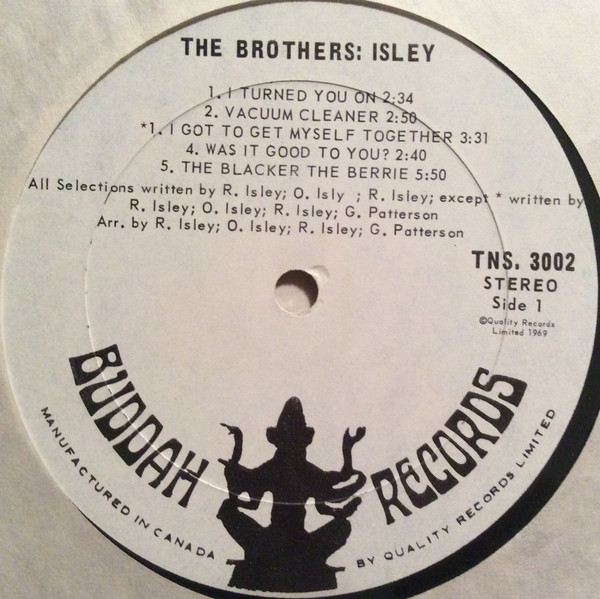 THE BROTHERS: ISLEY
1. I TURNED YOU ON 2:34
2. VACUUM CLEANER 2:50
*1. I GOT TO GET MYSELF TOGETHER 3:31
4. WAS IT GOOD TO YOU? 2:40
5. THE BLACKER THE BERRIE 5:50
All Selections written by R. Isley; O. Isly ; R. Isley; except * written by
R. Isley; O. Isley; R. Isley; G. Patterson
Arr. by R. Isley; O. Isley; R. Isley; G. Patterson
TNS. 3002
STEREO
Side 1
©Quality Records
Limited 1969
BUDDAH RECORDS
MANUFACTURED IN CANADA BY QUALITY RECORDS LIMITED